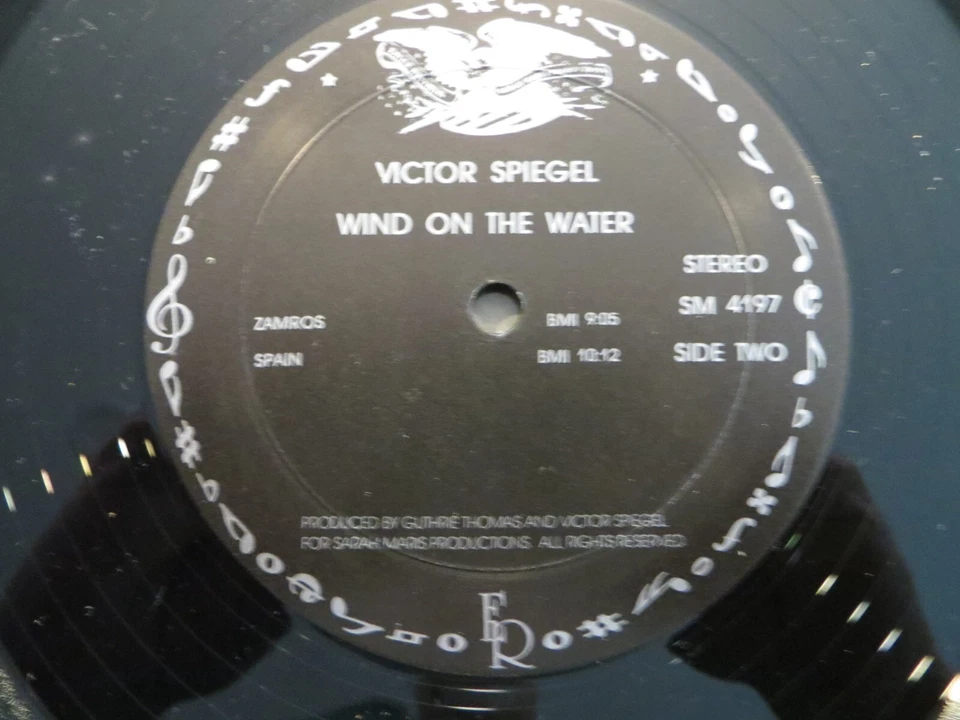 VICTOR SPIEGEL
WIND ON THE WATER
STEREO
SM 4197
SIDE TWO
ZAMROS BMI 9:05
SPAIN BMI 10:12
PRODUCED BY GUTHRIE THOMAS AND VICTOR SPIEGEL
FOR SARAH MARIS PRODUCTIONS. ALL RIGHTS RESERVED.
ER